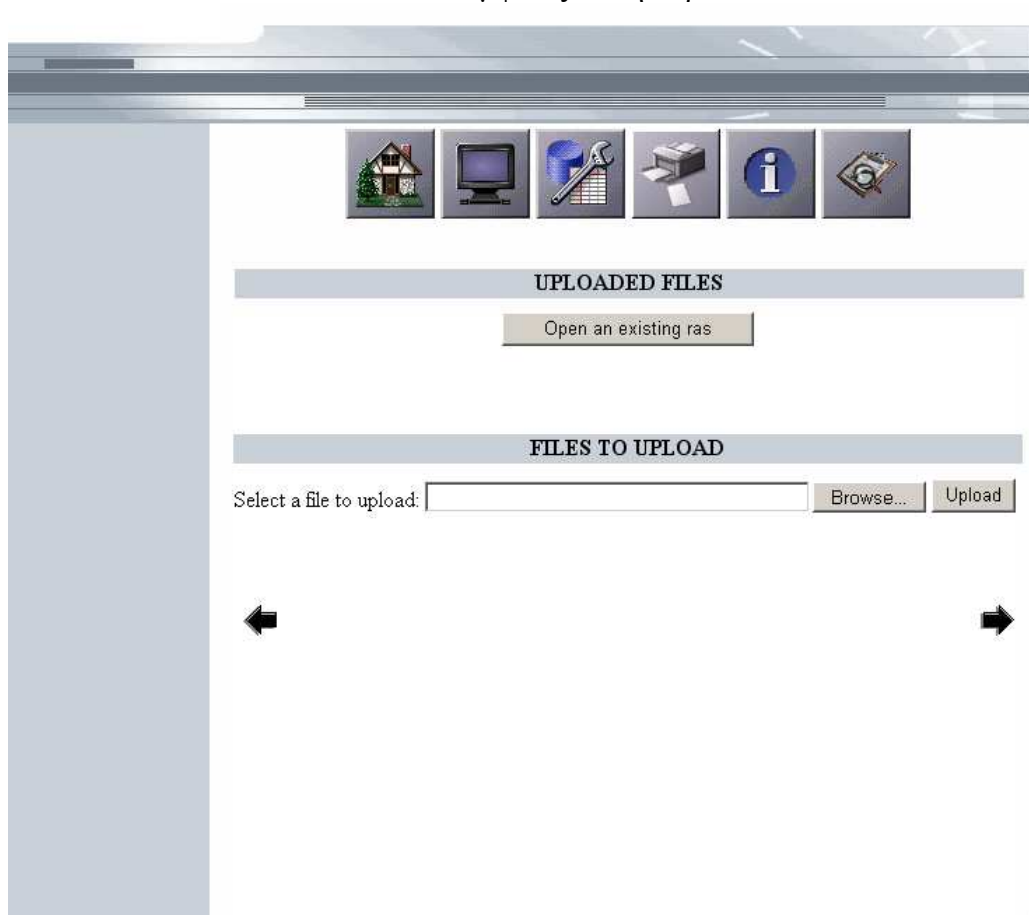 UPLOADED FILES
Open an existing ras
FILES TO UPLOAD
Select a file to upload: Browse... Upload